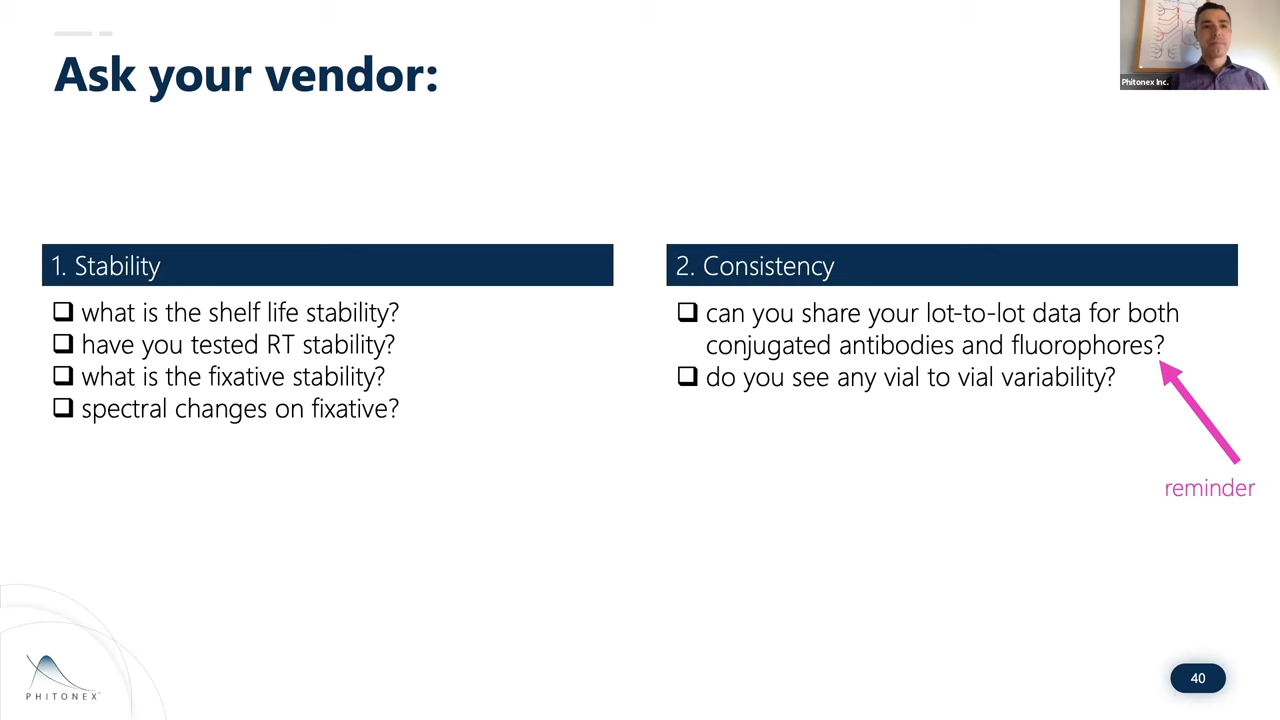 Ask your vendor:
Phitonex Inc.
1. Stability
what is the shelf life stability?
have you tested RT stability?
what is the fixative stability?
spectral changes on fixative?
2. Consistency
can you share your lot-to-lot data for both
conjugated antibodies and fluorophores?
do you see any vial to vial variability?
reminder
PHITONEX
40